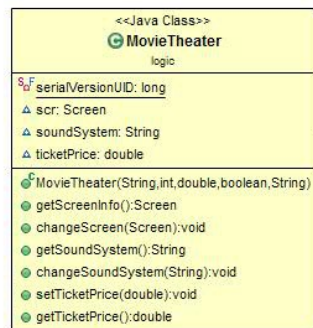 <<Java Class>>
MovieTheater
logic
serialVersionUID: long
scr: Screen
soundSystem: String
ticketPrice: double
MovieTheater(String,int,double,boolean,String)
getScreenInfo():Screen
changeScreen(Screen):void
getSoundSystem():String
changeSoundSystem(String):void
setTicketPrice(double):void
getTicketPrice():double